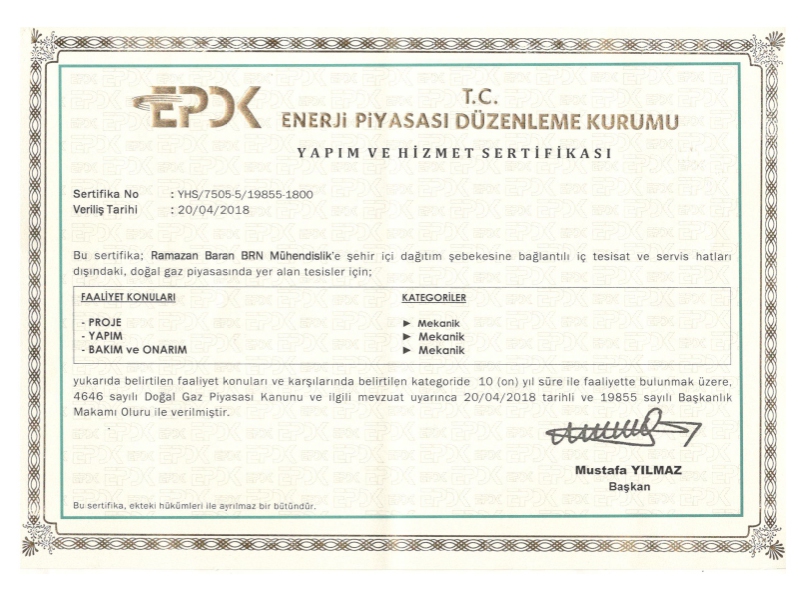 EPDK
T.C.
ENERJİ PİYASASI DÜZENLEME KURUMU
YAPIM VE HİZMET SERTİFİKASI
Sertifika No : YHS/7505-5/19855-1800
Veriliş Tarihi : 20/04/2018
Bu sertifika; Ramazan Baran BRN Mühendislik'e şehir içi dağıtım şebekesine bağlantılı iç tesisat ve servis hatları
dışındaki, doğal gaz piyasasında yer alan tesisler için;
FAALİYET KONULARI KATEGORİLER
- PROJE ► Mekanik
- YAPIM ► Mekanik
- BAKIM ve ONARIM ► Mekanik
yukarıda belirtilen faaliyet konuları ve karşılarında belirtilen kategoride 10 (on) yıl süre ile faaliyette bulunmak üzere,
4646 sayılı Doğal Gaz Piyasası Kanunu ve ilgili mevzuat uyarınca 20/04/2018 tarihli ve 19855 sayılı Başkanlık
Makamı Oluru ile verilmiştir.
Mustafa YILMAZ
Başkan
Bu sertifika, ekteki hükümleri ile ayrılmaz bir bütündür.